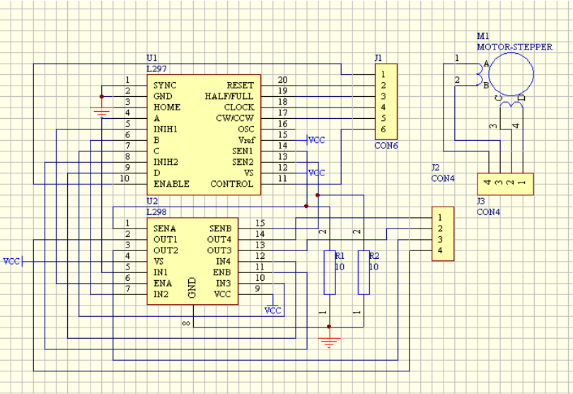 M1
MOTOR-STEPPER
1
A
2
B
C
D
3
4
U1
L297
1 SYNC RESET 20
2 GND HALF/FULL 19
3 HOME CLOCK 18
4 A CW/CCW 17
5 INIH1 OSC 16
6 B Vref 15
7 C SEN1 14
8 INIH2 SEN2 13
9 D VS 12
10 ENABLE CONTROL 11
VCC
VCC
J1
1
2
3
4
5
6
CON6
U2
L298
1 SENA SENB 15
2 OUT1 OUT4 14
3 OUT2 OUT3 13
4 VS IN4 12
5 IN1 ENB 11
6 ENA IN3 10
7 IN2 VCC 9
GND
8
VCC
VCC
2
R1
10
1
2
R2
10
1
J2
CON4
1
2
3
4
4 3 2 1
J3
CON4